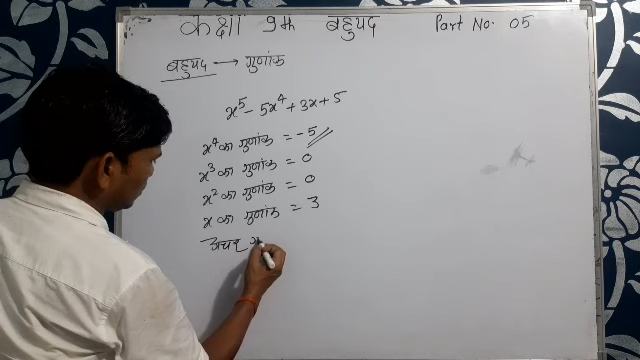 कक्षा 9th बहुपद Part No. 05
बहुपद → गुणांक
x⁵ - 5x⁴ + 3x + 5
x⁴ का गुणांक = -5
x³ का गुणांक = 0
x² का गुणांक = 0
x का गुणांक = 3
अचर